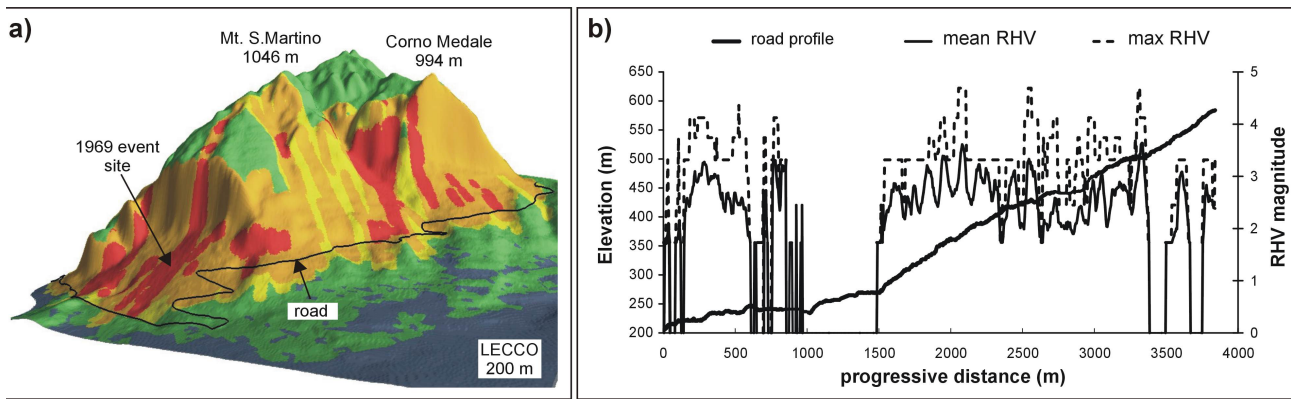 a)
Mt. S.Martino
1046 m
Corno Medale
994 m
1969 event
site
road
LECCO
200 m
b)
road profile
mean RHV
max RHV
Elevation (m)
650
600
550
500
450
400
350
300
250
200
0 500 1000 1500 2000 2500 3000 3500 4000
progressive distance (m)
5
4
3
2
1
0
RHV magnitude